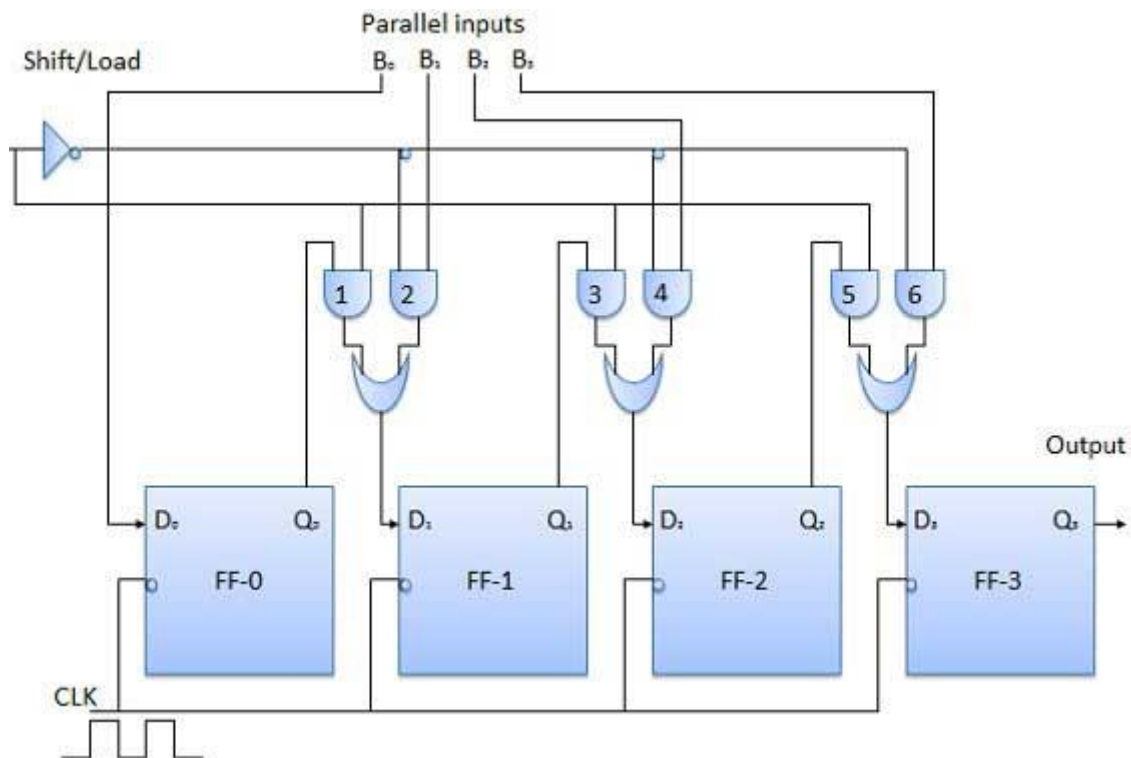 Parallel inputs
Shift/Load
B₀ B₁ B₂ B₃
1 2 3 4 5 6
Output
D₀ D₁ Q₁ D₂ Q₂ D₃ Q₃
FF-0 FF-1 FF-2 FF-3
CLK